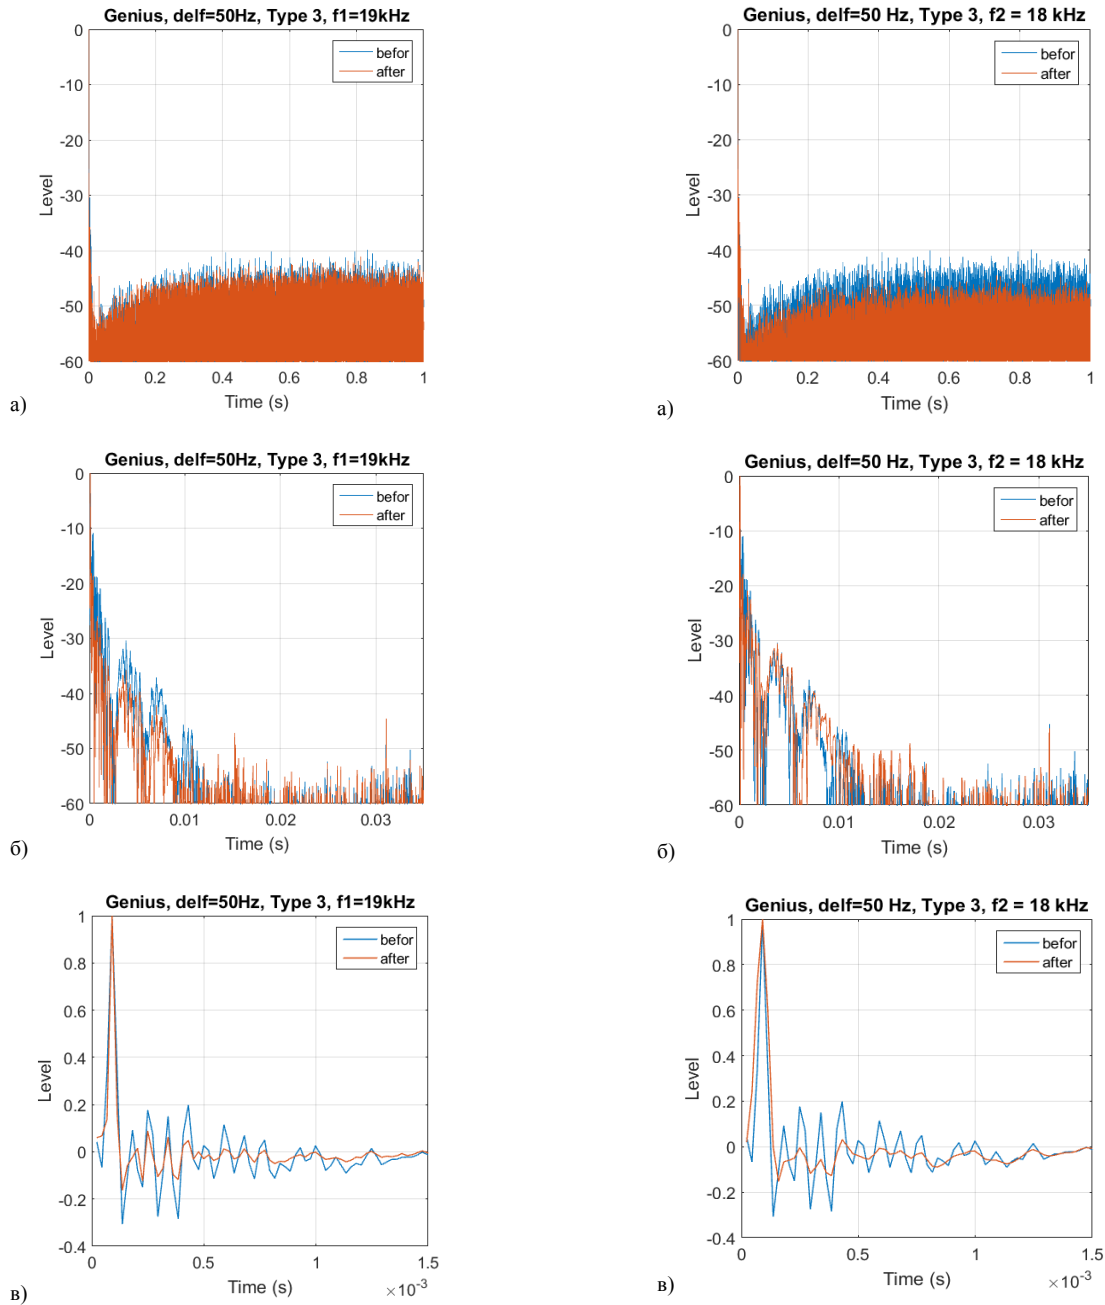 Genius, delf=50Hz, Type 3, f1=19kHz
0
-10
-20
-30
-40
-50
-60
Level
befor
after
0 0.2 0.4 0.6 0.8 1
Time (s)
а)
Genius, delf=50 Hz, Type 3, f2 = 18 kHz
0
-10
-20
-30
-40
-50
-60
Level
befor
after
0 0.2 0.4 0.6 0.8 1
Time (s)
а)
Genius, delf=50Hz, Type 3, f1=19kHz
0
-10
-20
-30
-40
-50
-60
Level
befor
after
0 0.01 0.02 0.03
Time (s)
б)
Genius, delf=50 Hz, Type 3, f2 = 18 kHz
0
-10
-20
-30
-40
-50
-60
Level
befor
after
0 0.01 0.02 0.03
Time (s)
б)
Genius, delf=50Hz, Type 3, f1=19kHz
1
0.8
0.6
0.4
0.2
0
-0.2
-0.4
Level
befor
after
0 0.5 1 1.5
Time (s)
×10⁻³
в)
Genius, delf=50 Hz, Type 3, f2 = 18 kHz
1
0.8
0.6
0.4
0.2
0
-0.2
-0.4
Level
befor
after
0 0.5 1 1.5
Time (s)
×10⁻³
в)